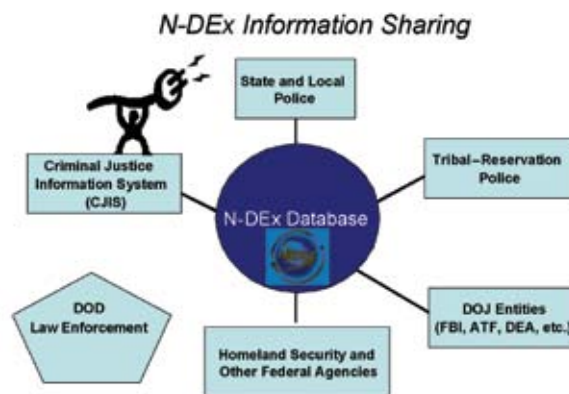 N-DEx Information Sharing
State and Local
Police
Criminal Justice
Information System
(CJIS)
Tribal–Reservation
Police
N-DEx Database
DOD
Law Enforcement
DOJ Entities
(FBI, ATF, DEA, etc.)
Homeland Security and
Other Federal Agencies